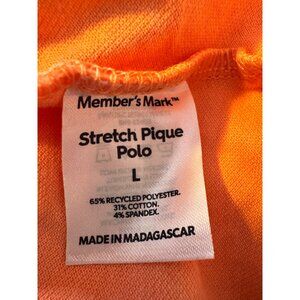 Member's Mark™
Stretch Pique
Polo
L
65% RECYCLED POLYESTER.
31% COTTON.
4% SPANDEX.
MADE IN MADAGASCAR